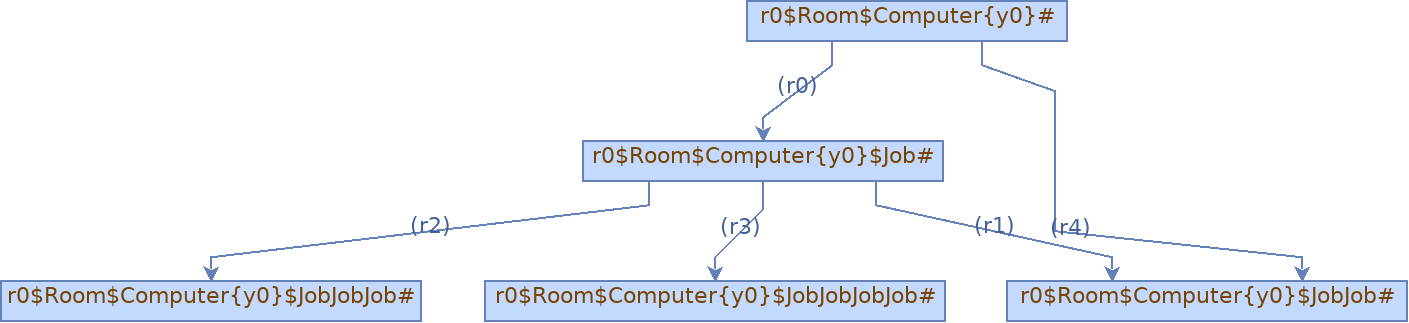 r0$Room$Computer{y0}#
(r0)
r0$Room$Computer{y0}$Job#
(r2)
(r3)
(r1)
(r4)
r0$Room$Computer{y0}$JobJobJob#
r0$Room$Computer{y0}$JobJobJobJob#
r0$Room$Computer{y0}$JobJob#